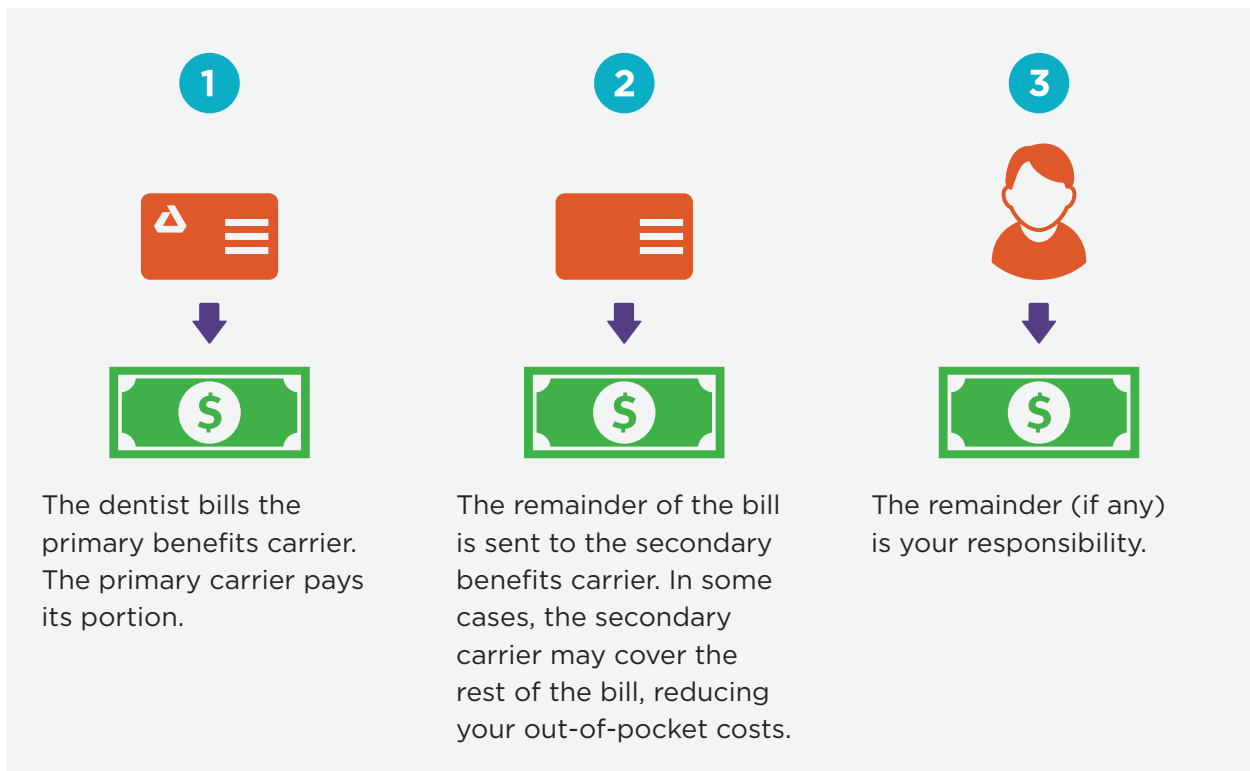 1
The dentist bills the
primary benefits carrier.
The primary carrier pays
its portion.
2
The remainder of the bill
is sent to the secondary
benefits carrier. In some
cases, the secondary
carrier may cover the
rest of the bill, reducing
your out-of-pocket costs.
3
The remainder (if any)
is your responsibility.
$
$
$